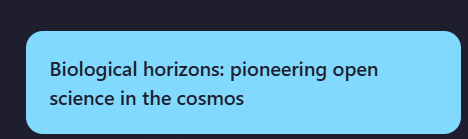 Biological horizons: pioneering open
science in the cosmos